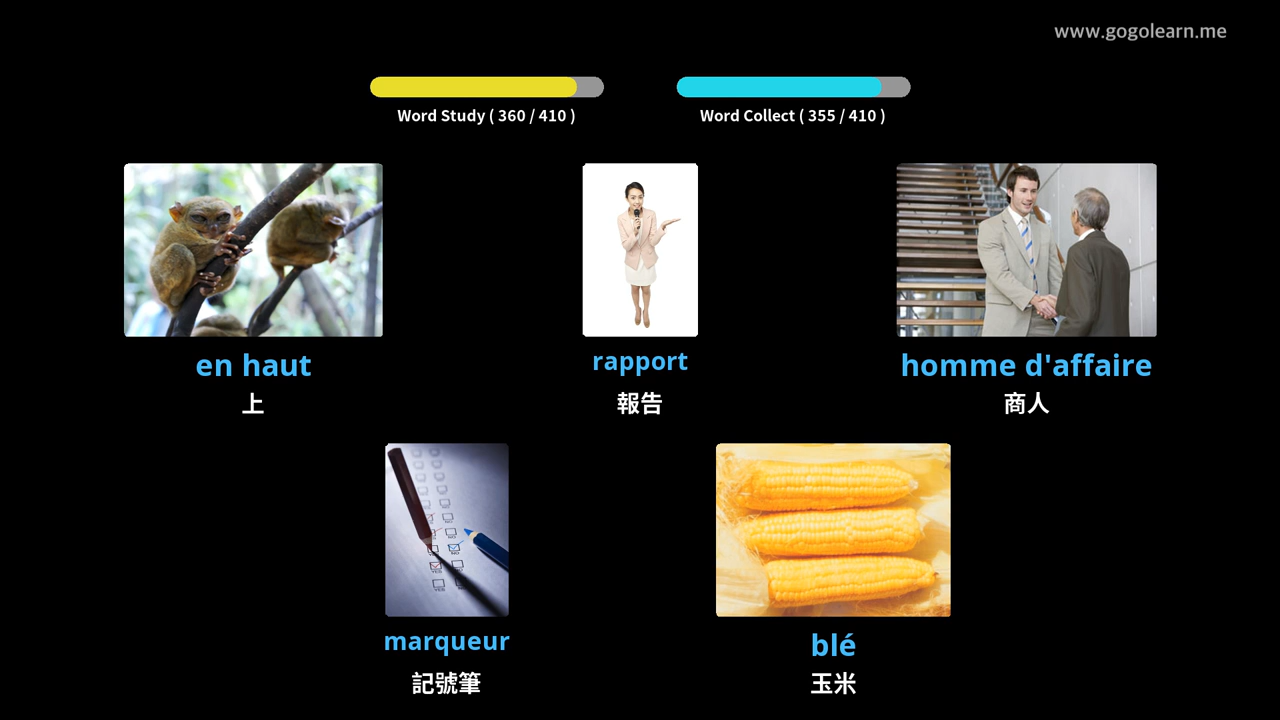 www.gogolearn.me
Word Study ( 360 / 410 )
Word Collect ( 355 / 410 )
en haut
上
rapport
報告
homme d'affaire
商人
marqueur
記號筆
blé
玉米